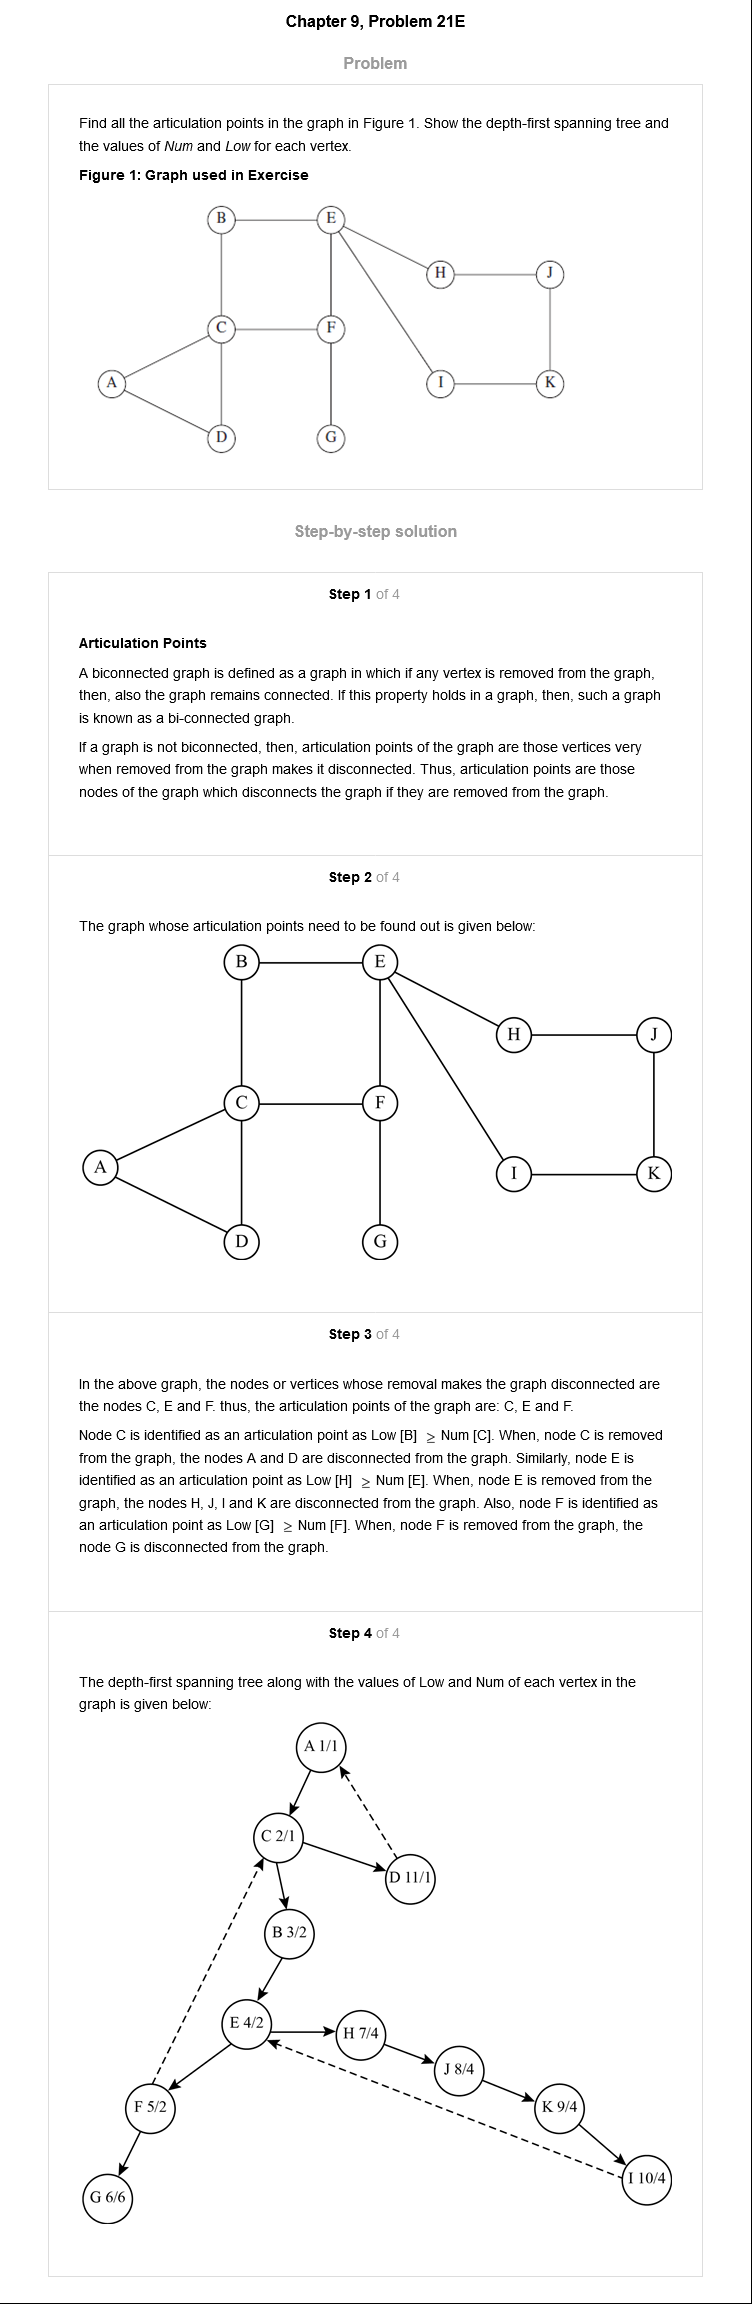 Chapter 9, Problem 21E
Problem
Find all the articulation points in the graph in Figure 1. Show the depth-first spanning tree and
the values of Num and Low for each vertex.
Figure 1: Graph used in Exercise
B
E
H
J
C
F
A
I
K
D
G
Step-by-step solution
Step 1 of 4
Articulation Points
A biconnected graph is defined as a graph in which if any vertex is removed from the graph,
then, also the graph remains connected. If this property holds in a graph, then, such a graph
is known as a bi-connected graph.
If a graph is not biconnected, then, articulation points of the graph are those vertices very
when removed from the graph makes it disconnected. Thus, articulation points are those
nodes of the graph which disconnects the graph if they are removed from the graph.
Step 2 of 4
The graph whose articulation points need to be found out is given below:
B
E
H
J
C
F
A
I
K
D
G
Step 3 of 4
In the above graph, the nodes or vertices whose removal makes the graph disconnected are
the nodes C, E and F. thus, the articulation points of the graph are: C, E and F.
Node C is identified as an articulation point as Low [B] ≥ Num [C]. When, node C is removed
from the graph, the nodes A and D are disconnected from the graph. Similarly, node E is
identified as an articulation point as Low [H] ≥ Num [E]. When, node E is removed from the
graph, the nodes H, J, I and K are disconnected from the graph. Also, node F is identified as
an articulation point as Low [G] ≥ Num [F]. When, node F is removed from the graph, the
node G is disconnected from the graph.
Step 4 of 4
The depth-first spanning tree along with the values of Low and Num of each vertex in the
graph is given below:
A 1/1
C 2/1
D 11/1
B 3/2
E 4/2
H 7/4
J 8/4
F 5/2
K 9/4
I 10/4
G 6/6